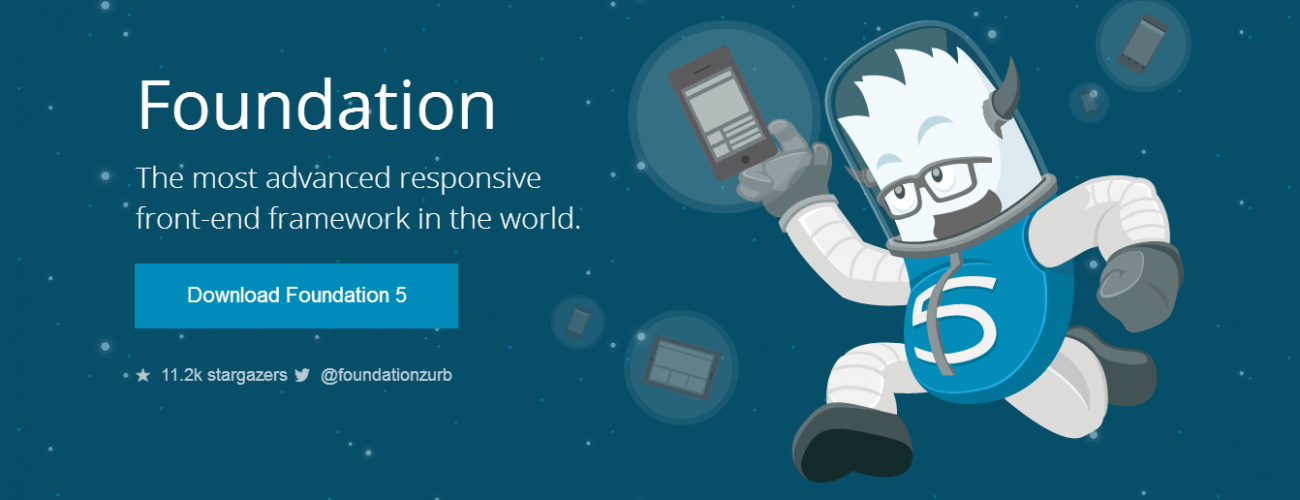 Foundation
The most advanced responsive
front-end framework in the world.
Download Foundation 5
11.2k stargazers @foundationzurb
5